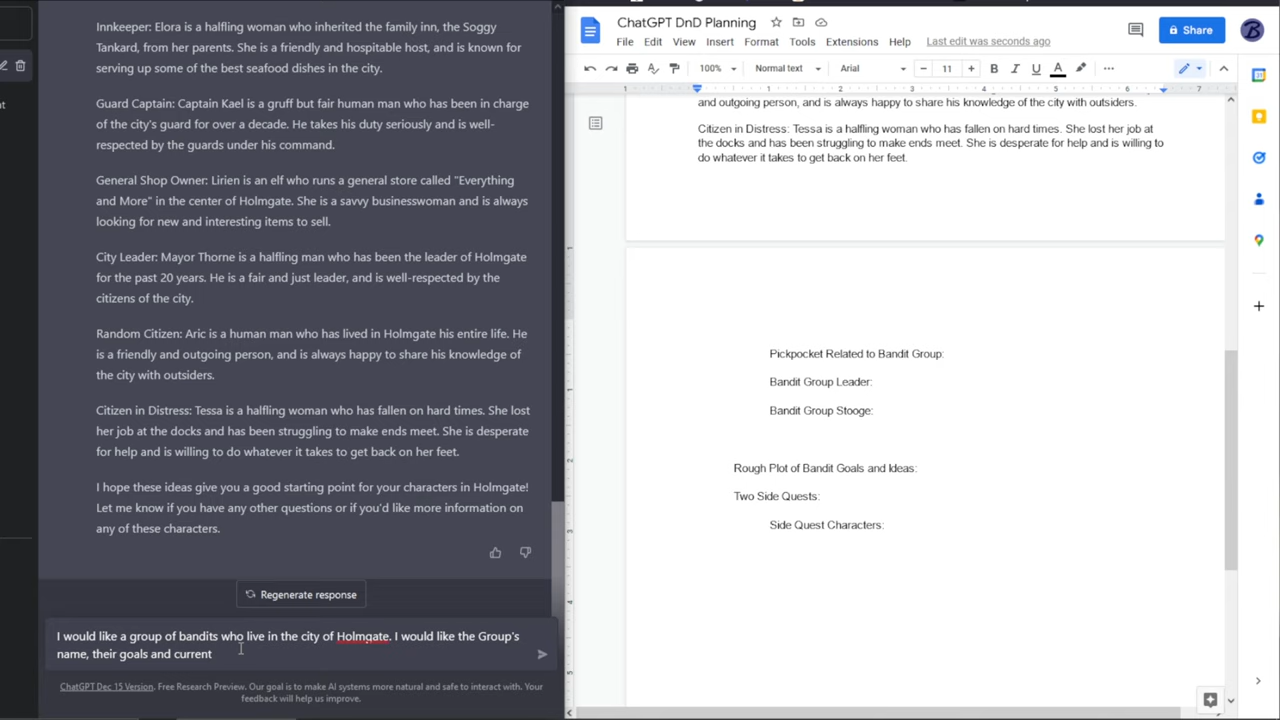 Innkeeper: Elora is a halfling woman who inherited the family inn, the Soggy
Tankard, from her parents. She is a friendly and hospitable host, and is known for
serving up some of the best seafood dishes in the city.
Guard Captain: Captain Kael is a gruff but fair human man who has been in charge
of the city's guard for over a decade. He takes his duty seriously and is well-
respected by the guards under his command.
General Shop Owner: Lirien is an elf who runs a general store called "Everything
and More" in the center of Holmgate. She is a savvy businesswoman and is always
looking for new and interesting items to sell.
City Leader: Mayor Thorne is a halfling man who has been the leader of Holmgate
for the past 20 years. He is a fair and just leader, and is well-respected by the
citizens of the city.
Random Citizen: Aric is a human man who has lived in Holmgate his entire life. He
is a friendly and outgoing person, and is always happy to share his knowledge of
the city with outsiders.
Citizen in Distress: Tessa is a halfling woman who has fallen on hard times. She lost
her job at the docks and has been struggling to make ends meet. She is desperate
for help and is willing to do whatever it takes to get back on her feet.
I hope these ideas give you a good starting point for your characters in Holmgate!
Let me know if you have any other questions or if you'd like more information on
any of these characters.
Regenerate response
I would like a group of bandits who live in the city of Holmgate. I would like the Group's
name, their goals and current
ChatGPT Dec 15 Version. Free Research Preview. Our goal is to make AI systems more natural and safe to interact with. Your
feedback will help us improve.
ChatGPT DnD Planning
File Edit View Insert Format Tools Extensions Help Last edit was seconds ago
Share
100% Normal text Arial 11 B I U A
1 1 2 3 4 5 6 7
and outgoing person, and is always happy to share his knowledge of the city with outsiders.
Citizen in Distress: Tessa is a halfling woman who has fallen on hard times. She lost her job at
the docks and has been struggling to make ends meet. She is desperate for help and is willing to
do whatever it takes to get back on her feet.
Pickpocket Related to Bandit Group:
Bandit Group Leader:
Bandit Group Stooge:
Rough Plot of Bandit Goals and Ideas:
Two Side Quests:
Side Quest Characters: